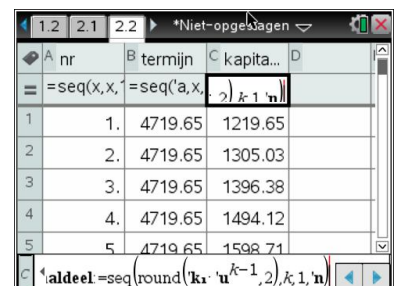 1.2 2.1 2.2 *Niet-opgeslagen
A nr B termijn C kapita... D
=seq(x,x, =seq('a,x, ,2),k,1,'n)
1 1. 4719.65 1219.65
2 2. 4719.65 1305.03
3 3. 4719.65 1396.38
4 4. 4719.65 1494.12
5 5. 4719.65 1598.71
C aldeel:=seq(round('k1· 'u^k−1,2),k,1,'n)